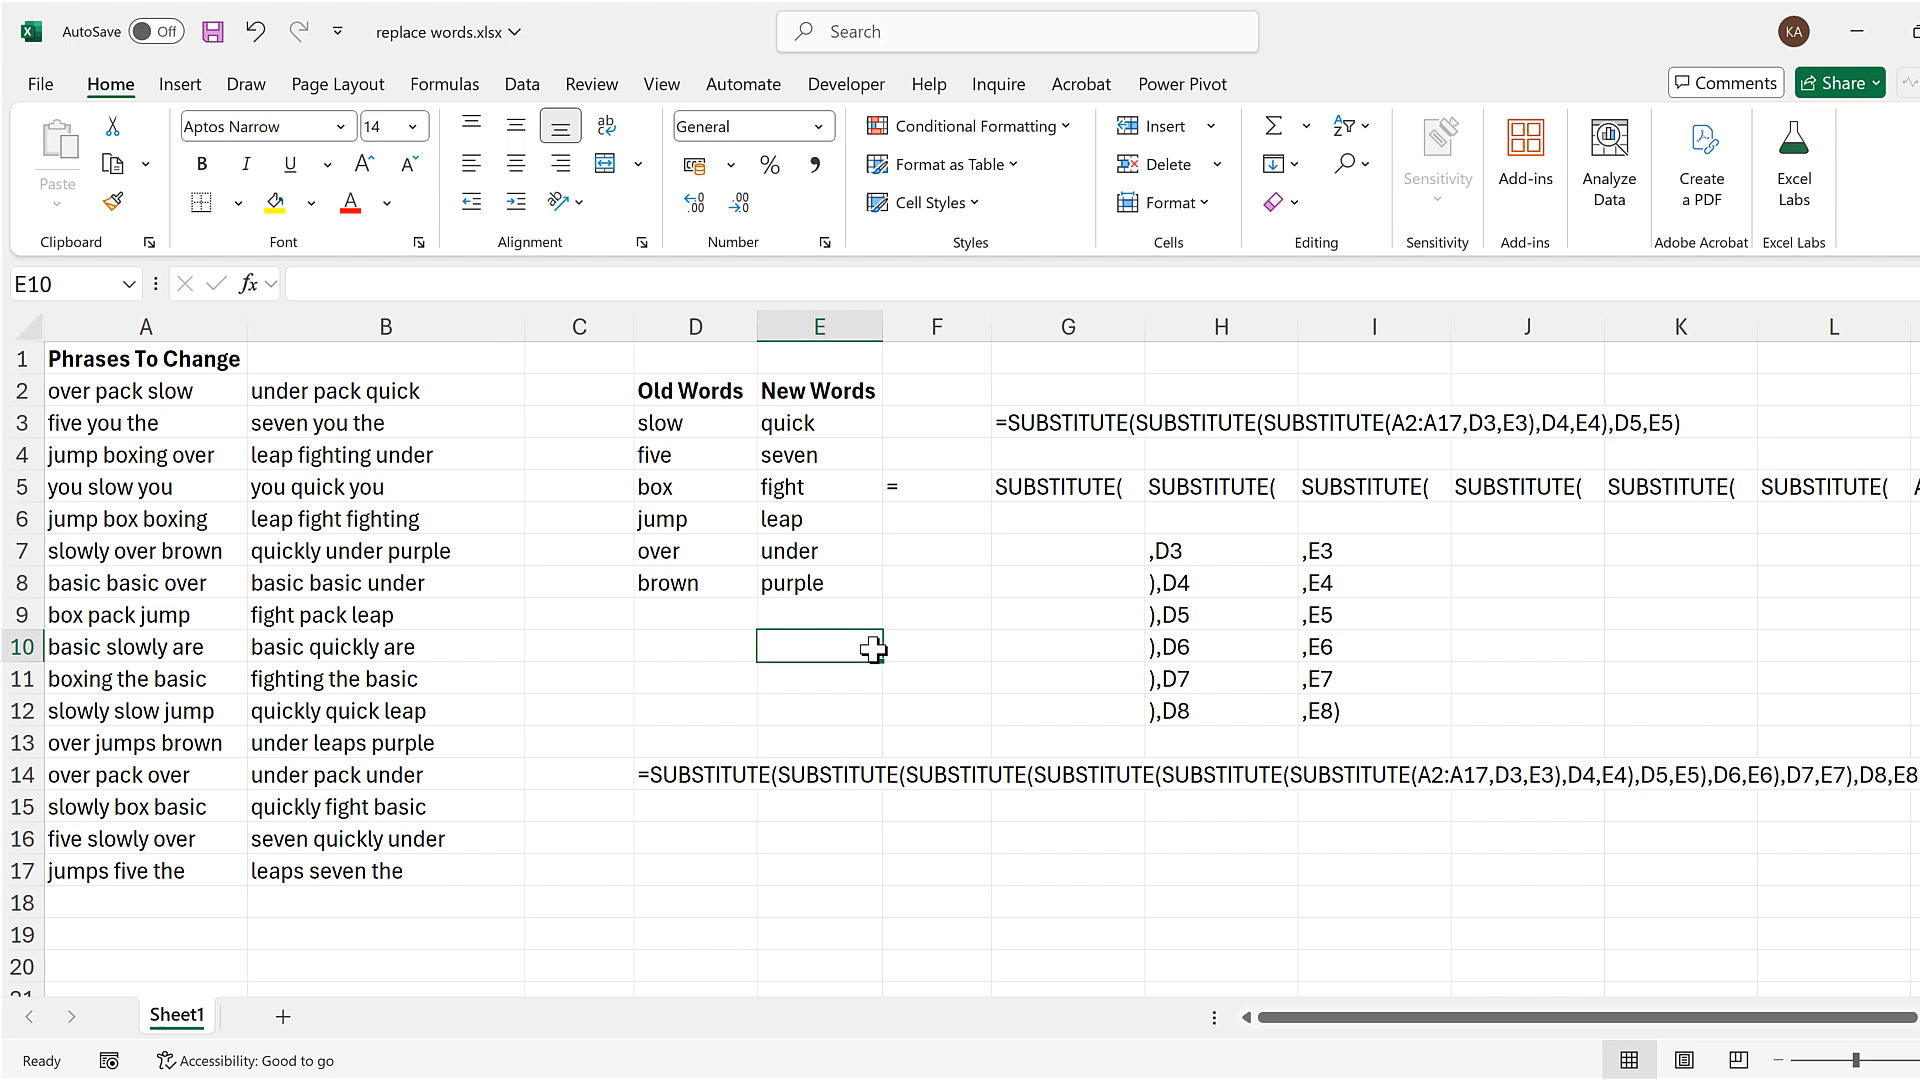 AutoSave Off replace words.xlsx Search KA
File Home Insert Draw Page Layout Formulas Data Review View Automate Developer Help Inquire Acrobat Power Pivot Comments Share
Paste
Clipboard
Aptos Narrow 14
B I U A A
A
Font
ab
c
ab
Alignment
General
% ,
.00
.00
Number
Conditional Formatting
Format as Table
Cell Styles
Styles
Insert
Delete
Format
Cells
Editing
Sensitivity
Sensitivity
Add-ins
Add-ins
Analyze
Data
Create
a PDF
Adobe Acrobat
Excel
Labs
Excel Labs
E10 fx
A B C D E F G H I J K L
1 Phrases To Change
2 over pack slow under pack quick Old Words New Words
3 five you the seven you the slow quick =SUBSTITUTE(SUBSTITUTE(SUBSTITUTE(A2:A17,D3,E3),D4,E4),D5,E5)
4 jump boxing over leap fighting under five seven
5 you slow you you quick you box fight = SUBSTITUTE( SUBSTITUTE( SUBSTITUTE( SUBSTITUTE( SUBSTITUTE( SUBSTITUTE(
6 jump box boxing leap fight fighting jump leap
7 slowly over brown quickly under purple over under ,D3 ,E3
8 basic basic over basic basic under brown purple ),D4 ,E4
9 box pack jump fight pack leap ),D5 ,E5
10 basic slowly are basic quickly are ),D6 ,E6
11 boxing the basic fighting the basic ),D7 ,E7
12 slowly slow jump quickly quick leap ),D8 ,E8)
13 over jumps brown under leaps purple
14 over pack over under pack under =SUBSTITUTE(SUBSTITUTE(SUBSTITUTE(SUBSTITUTE(SUBSTITUTE(SUBSTITUTE(A2:A17,D3,E3),D4,E4),D5,E5),D6,E6),D7,E7),D8,E8
15 slowly box basic quickly fight basic
16 five slowly over seven quickly under
17 jumps five the leaps seven the
18
19
20
Sheet1
Ready Accessibility: Good to go